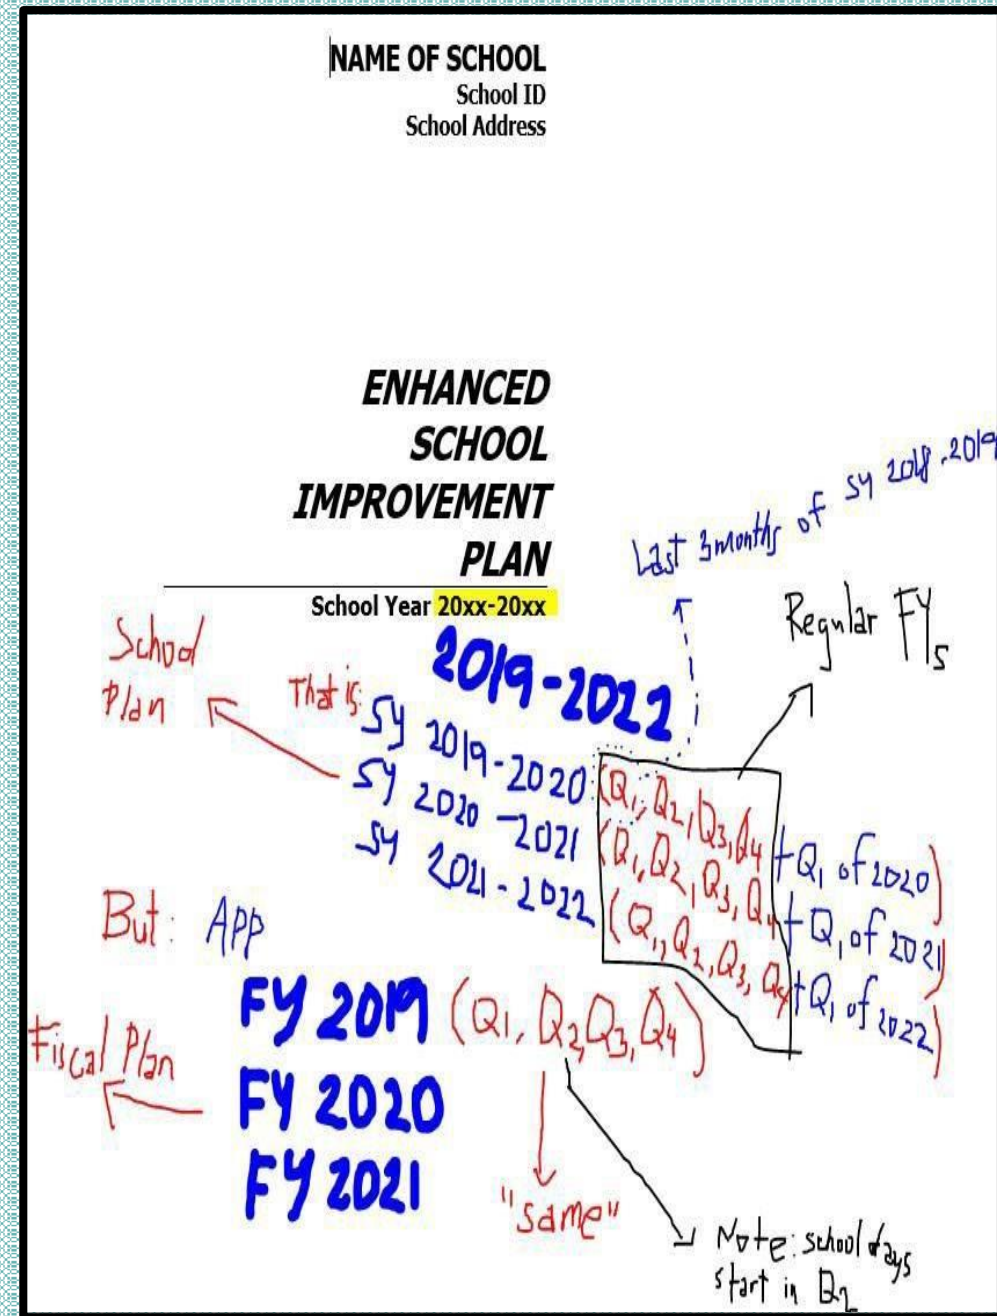 NAME OF SCHOOL
School ID
School Address
ENHANCED
SCHOOL
IMPROVEMENT
PLAN
School Year 20xx-20xx
Last 3 months of SY 2018-2019
Regular FYs
School
Plan
2019-2022
That is:
SY 2019-2020 (Q1, Q2, Q3, Q4 + Q1 of 2020)
SY 2020-2021 (Q1, Q2, Q3, Q4 + Q1 of 2021)
SY 2021-2022 (Q1, Q2, Q3, Q4 + Q1 of 2022)
But: APP
Fiscal Plan
FY 2019 (Q1, Q2, Q3, Q4)
FY 2020
FY 2021
"same"
Note: school days
start in Q2